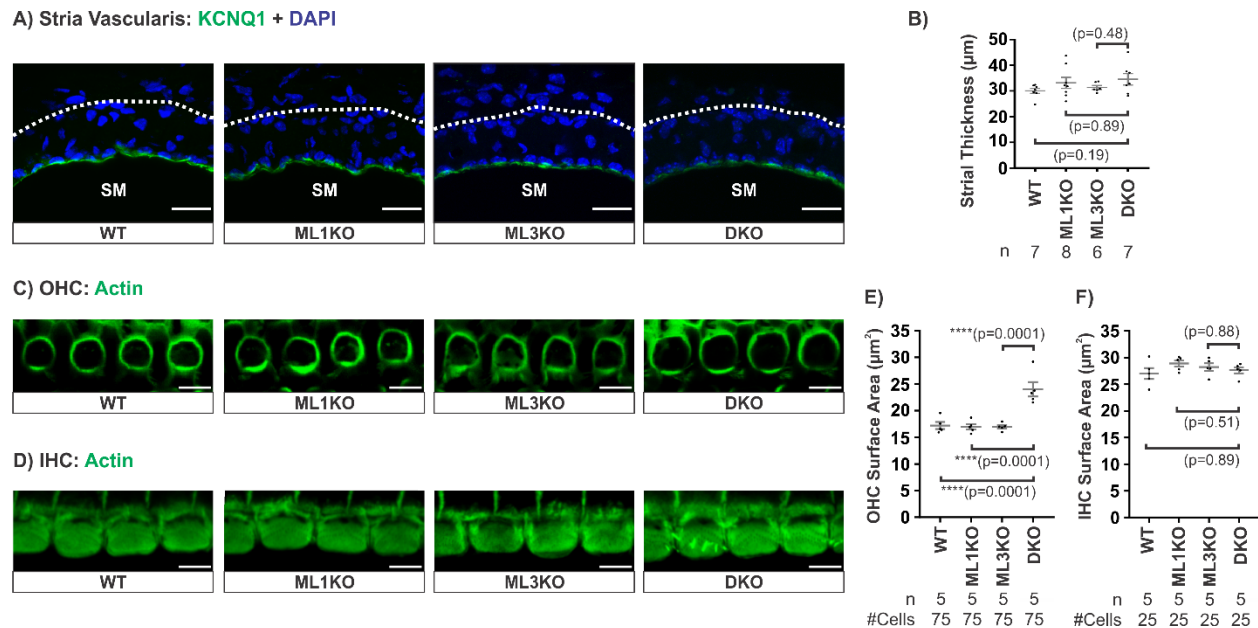 A) Stria Vascularis: KCNQ1 + DAPI
SM
SM
SM
SM
WT
ML1KO
ML3KO
DKO
B)
Strial Thickness (µm)
50
40
30
20
10
0
(p=0.48)
(p=0.89)
(p=0.19)
WT
ML1KO
ML3KO
DKO
n 7 8 6 7
C) OHC: Actin
WT
ML1KO
ML3KO
DKO
D) IHC: Actin
WT
ML1KO
ML3KO
DKO
E)
OHC Surface Area (µm²)
35
30
25
20
15
10
5
0
****(p=0.0001)
****(p=0.0001)
****(p=0.0001)
WT
ML1KO
ML3KO
DKO
n 5 5 5 5
#Cells 75 75 75 75
F)
IHC Surface Area (µm²)
35
30
25
20
15
10
5
0
(p=0.88)
(p=0.51)
(p=0.89)
WT
ML1KO
ML3KO
DKO
n 5 5 5 5
#Cells 25 25 25 25